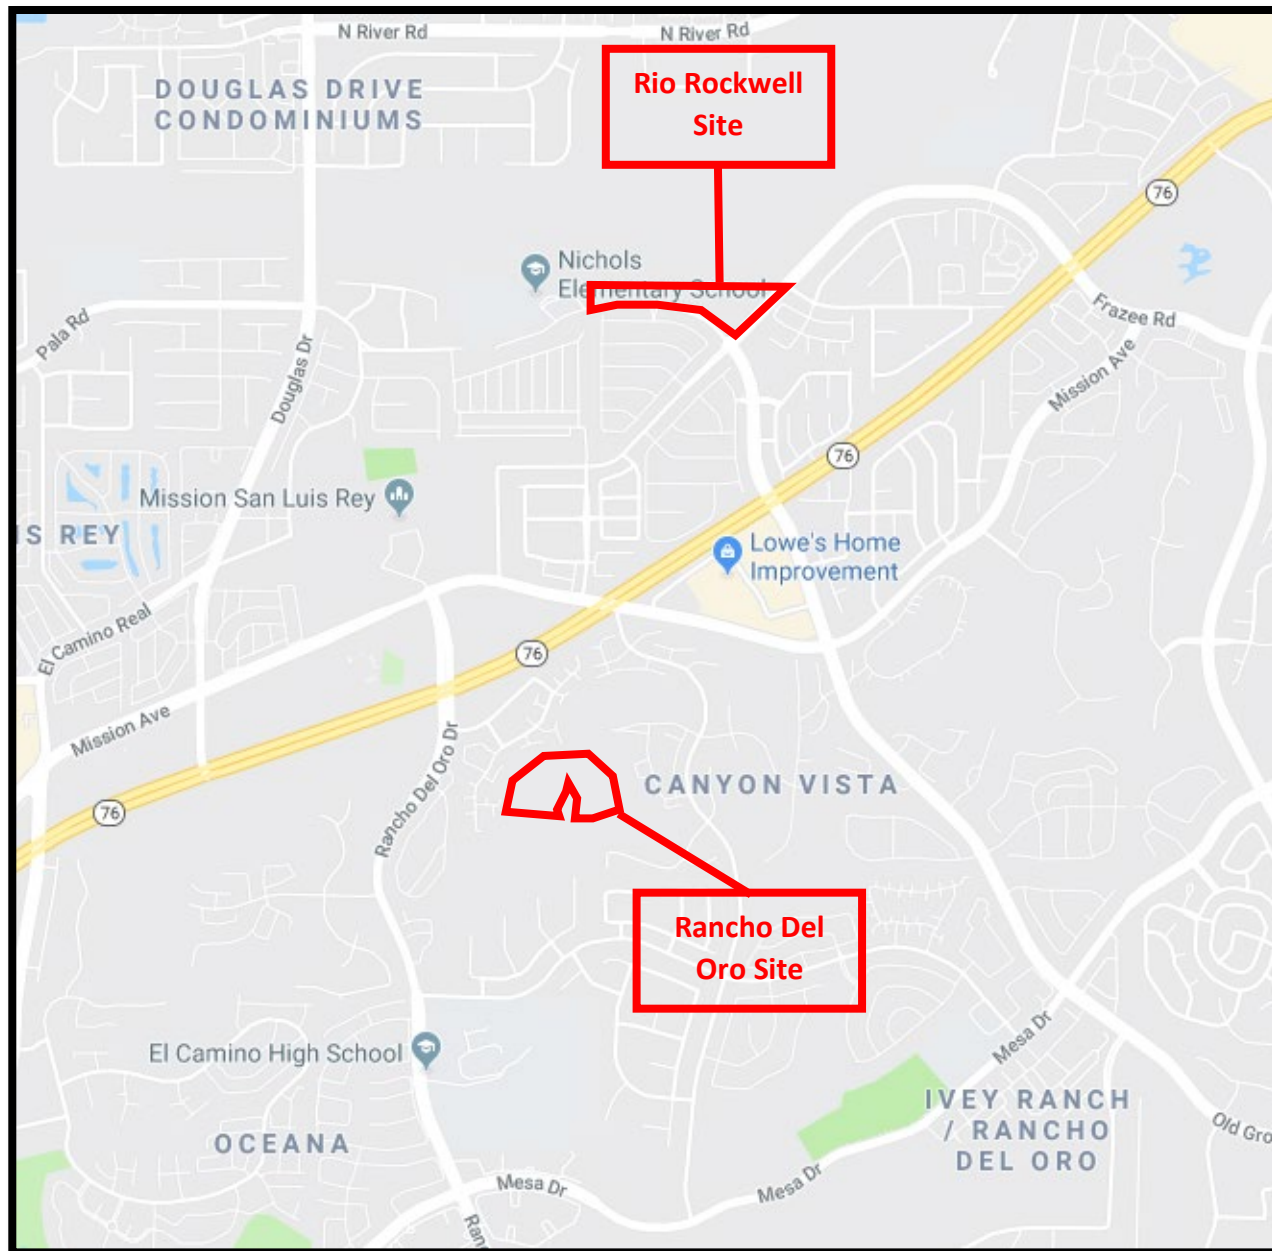 N River Rd
N River Rd
DOUGLAS DRIVE
CONDOMINIUMS
Rio Rockwell
Site
76
Nichols
Elementary School
Frazee Rd
Pala Rd
Douglas Dr
Mission Ave
76
Mission San Luis Rey
IS REY
Lowe's Home
Improvement
El Camino Real
76
Mission Ave
Rancho Del Oro Dr
CANYON VISTA
76
Rancho Del
Oro Site
El Camino High School
Mesa Dr
IVEY RANCH
/ RANCHO
DEL ORO
Old Gro
OCEANA
Mesa Dr
Mesa Dr
Ran